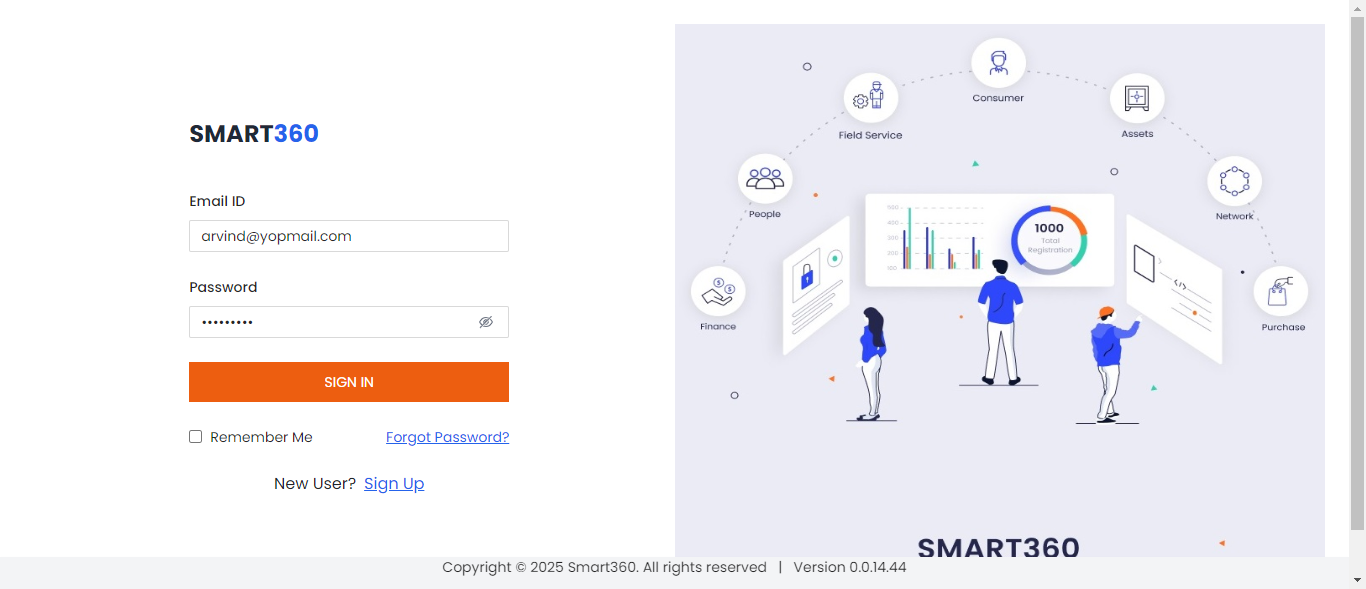 SMART360
Email ID
arvind@yopmail.com
Password
•••••••••
SIGN IN
Remember Me
Forgot Password?
New User? Sign Up
Consumer
Field Service
Assets
People
Network
Finance
Purchase
500
400
300
200
100
1000
Total
Registration
</>
SMART360
Copyright © 2025 Smart360. All rights reserved | Version 0.0.14.44